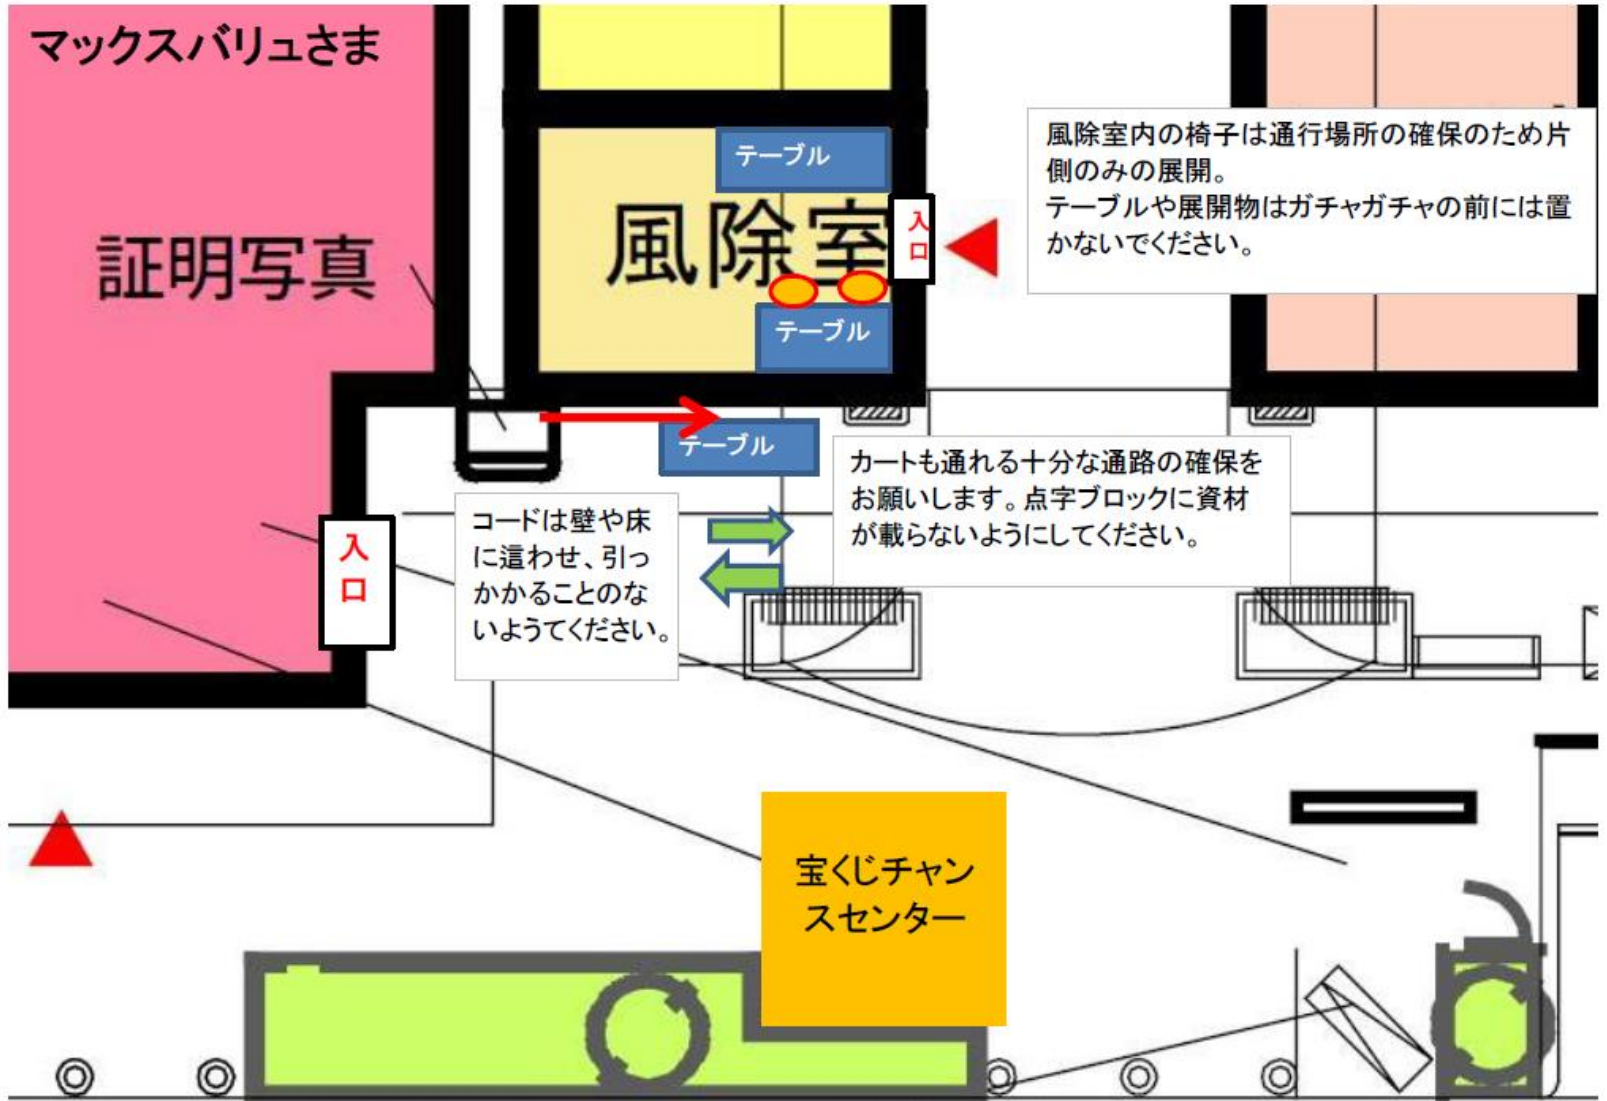 マックスバリュさま
テーブル
風除室内の椅子は通行場所の確保のため片
側のみの展開。
テーブルや展開物はガチャガチャの前には置
かないでください。
証明写真
風除室
入
口
テーブル
テーブル
カートも通れる十分な通路の確保を
お願いします。点字ブロックに資材
が載らないようにしてください。
コードは壁や床
に這わせ、引っ
かかることのな
いようてください。
入
口
宝くじチャン
スセンター